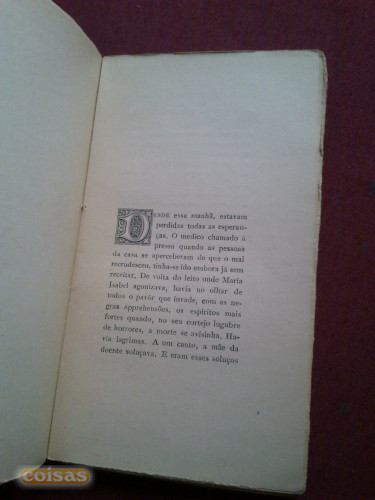 DESDE essa manhã, estavam
perdidas todas as esperan-
ças. O medico chamado á
pressa quando as pessoas
da casa se aperceberam de que o mal
recrudesceu, tinha-se ido embora já sem
receitar. De volta do leito onde Maria
Isabel agonizava, havia no olhar de
todos o pavôr que invade, com as ne-
gras apprehensões, os espiritos mais
fortes quando, no seu cortejo lugubre
de horrores, a morte se avisinha. Ha-
via lagrimas. A um canto, a mãe da
doente soluçava. E eram esses soluços
coisas